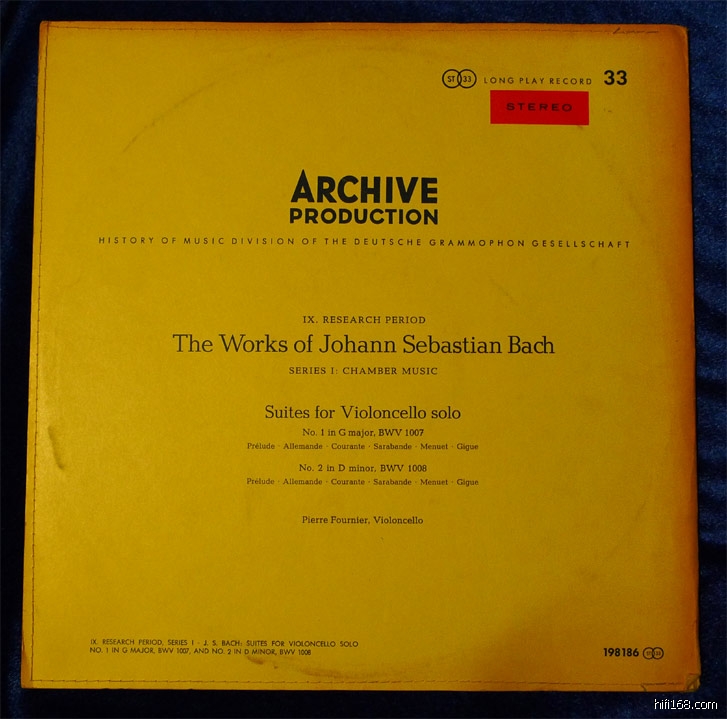 ST 33 LONG PLAY RECORD 33
STEREO
ARCHIVE
PRODUCTION
HISTORY OF MUSIC DIVISION OF THE DEUTSCHE GRAMMOPHON GESELLSCHAFT
IX. RESEARCH PERIOD
The Works of Johann Sebastian Bach
SERIES I: CHAMBER MUSIC
Suites for Violoncello solo
No. 1 in G major, BWV 1007
Prélude · Allemande · Courante · Sarabande · Menuet · Gigue
No. 2 in D minor, BWV 1008
Prélude · Allemande · Courante · Sarabande · Menuet · Gigue
Pierre Fournier, Violoncello
IX. RESEARCH PERIOD, SERIES I · J. S. BACH: SUITES FOR VIOLONCELLO SOLO
NO. 1 IN G MAJOR, BWV 1007, AND NO. 2 IN D MINOR, BWV 1008
198186 ST 33
hifi168.com